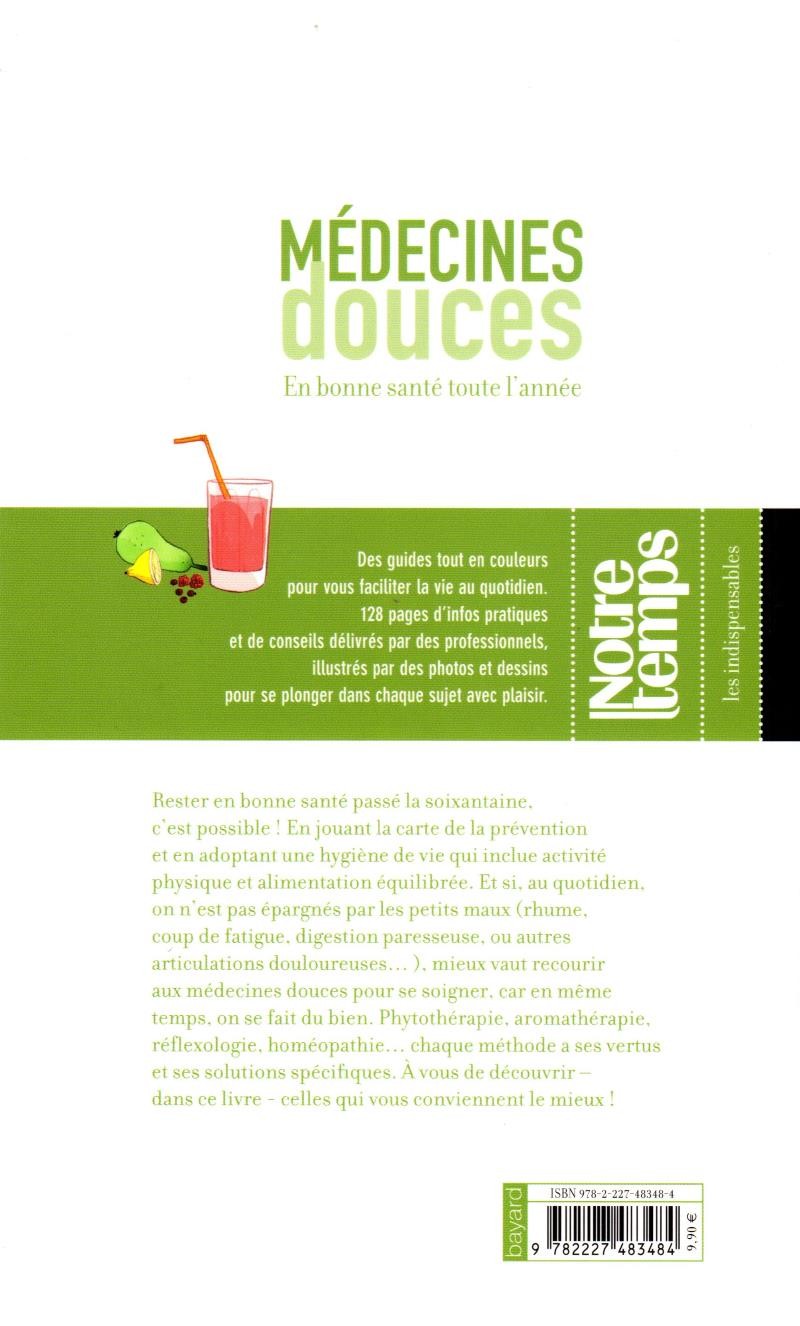 MÉDECINES
douces
En bonne santé toute l'année
Des guides tout en couleurs
pour vous faciliter la vie au quotidien.
128 pages d'infos pratiques
et de conseils délivrés par des professionnels,
illustrés par des photos et dessins
pour se plonger dans chaque sujet avec plaisir.
Notre
temps
les indispensables
Rester en bonne santé passé la soixantaine,
c'est possible ! En jouant la carte de la prévention
et en adoptant une hygiène de vie qui inclue activité
physique et alimentation équilibrée. Et si, au quotidien,
on n'est pas épargnés par les petits maux (rhume,
coup de fatigue, digestion paresseuse, ou autres
articulations douloureuses... ), mieux vaut recourir
aux médecines douces pour se soigner, car en même
temps, on se fait du bien. Phytothérapie, aromathérapie,
réflexologie, homéopathie... chaque méthode a ses vertus
et ses solutions spécifiques. À vous de découvrir –
dans ce livre - celles qui vous conviennent le mieux !
bayard
ISBN 978-2-227-48348-4
9 782227 483484
9,90 €